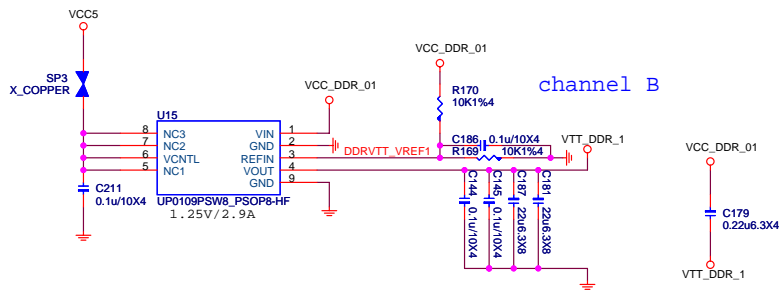 VCC5
SP3
X_COPPER
VCC_DDR_01
VCC_DDR_01
R170
10K1%4
channel B
U15
8 NC3 VIN 1
7 NC2 GND 2
6 VCNTL REFIN 3
5 NC1 VOUT 4
GND 9
UP0109PSW8_PSOP8-HF
1.25V/2.9A
C211
0.1u/10X4
DDRVTT_VREF1
C186 0.1u/10X4
R169 10K1%4
VTT_DDR_1
C144
0.1u/10X4
C145
0.1u/10X4
C187
22u6.3X8
C181
22u6.3X8
VCC_DDR_01
C179
0.22u6.3X4
VTT_DDR_1